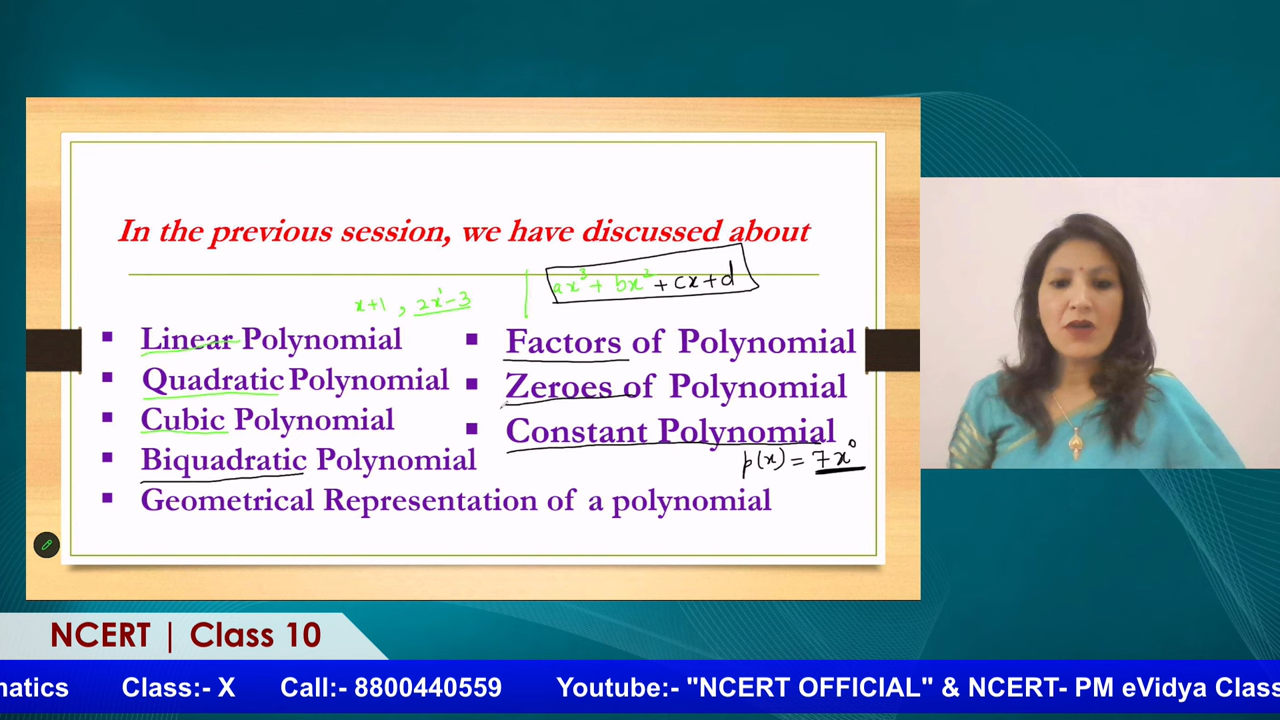 In the previous session, we have discussed about
ax³ + bx² + cx + d
x+1 , 2x¹-3
▪ Linear Polynomial
▪ Quadratic Polynomial
▪ Cubic Polynomial
▪ Biquadratic Polynomial
▪ Factors of Polynomial
▪ Zeroes of Polynomial
▪ Constant Polynomial
p(x) = 7x⁰
▪ Geometrical Representation of a polynomial
NCERT | Class 10
matics Class:- X Call:- 8800440559 Youtube:- "NCERT OFFICIAL" & NCERT- PM eVidya Class